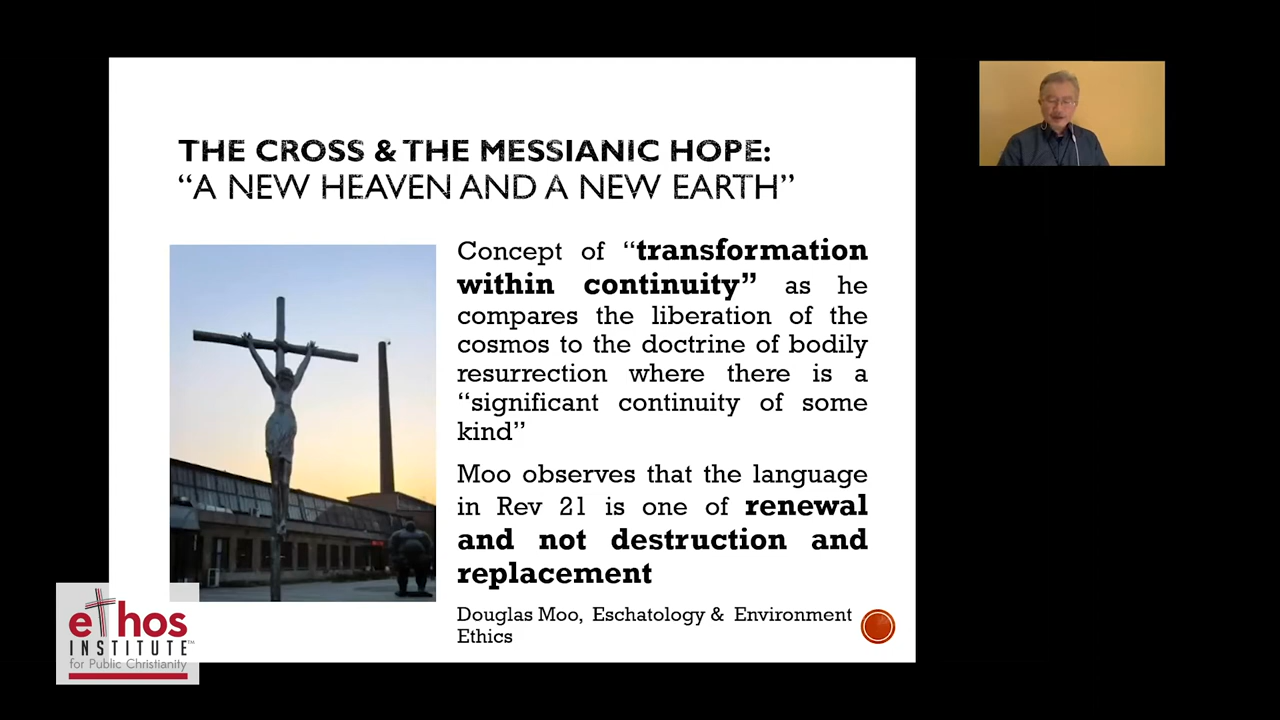 THE CROSS & THE MESSIANIC HOPE:
“A NEW HEAVEN AND A NEW EARTH”
Concept of “transformation
within continuity” as he
compares the liberation of the
cosmos to the doctrine of bodily
resurrection where there is a
“significant continuity of some
kind”
Moo observes that the language
in Rev 21 is one of renewal
and not destruction and
replacement
Douglas Moo, Eschatology & Environment
Ethics
ethos
INSTITUTE™
for Public Christianity